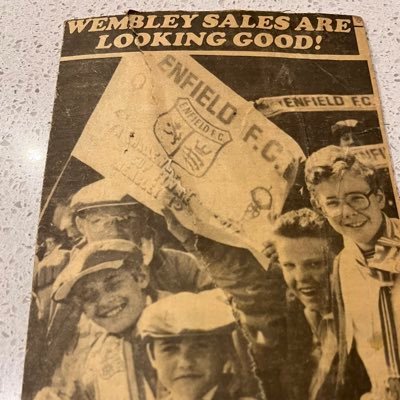 WEMBLEY SALES ARE
LOOKING GOOD!
ENFIELD F.C.
ENFIELD
F.C.
ENFIELD F.C.